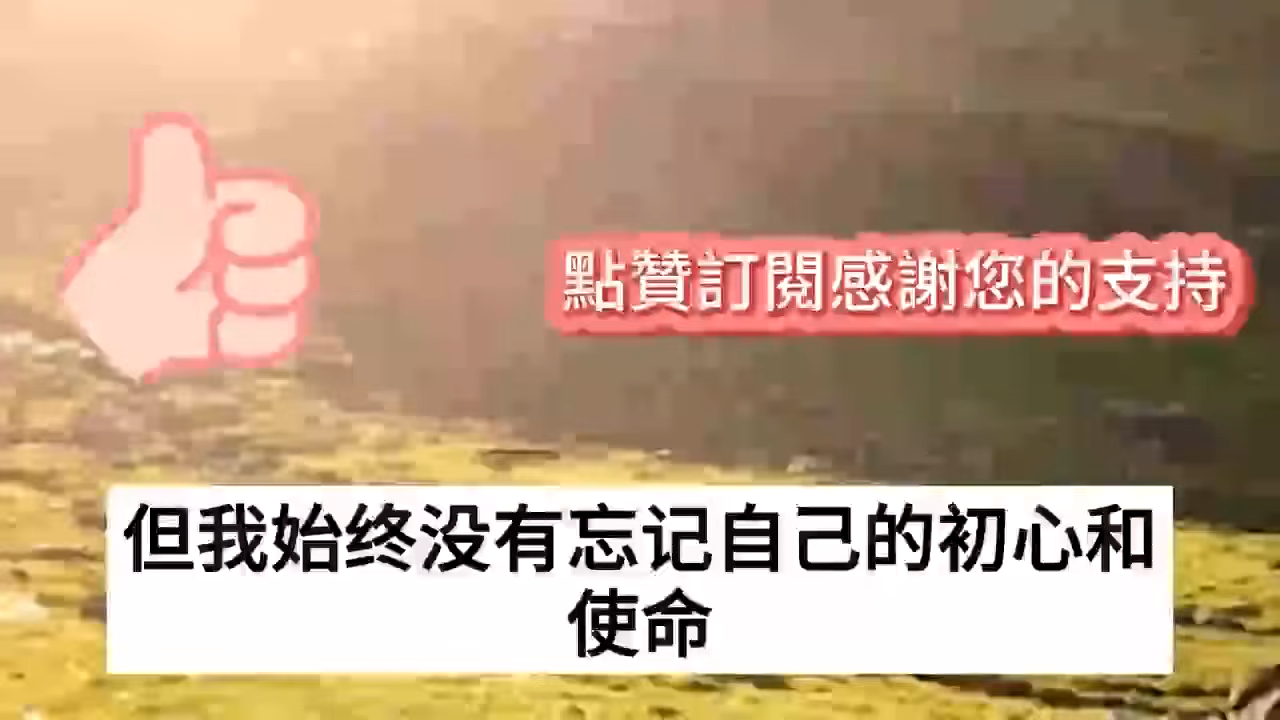 點贊訂閱感謝您的支持
但我始终没有忘记自己的初心和
使命